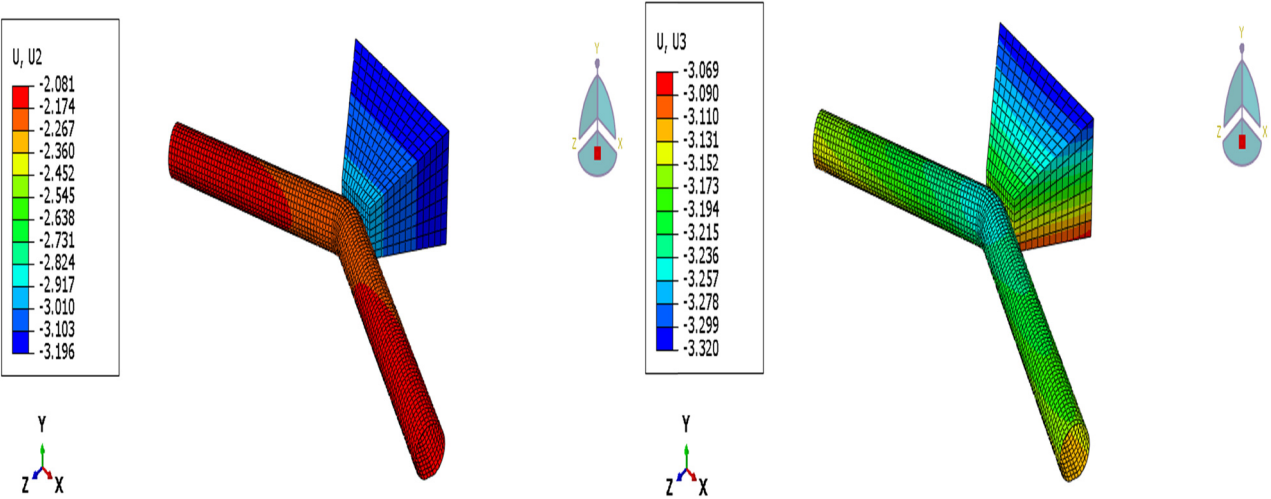 U, U2
-2.081
-2.174
-2.267
-2.360
-2.452
-2.545
-2.638
-2.731
-2.824
-2.917
-3.010
-3.103
-3.196
Y
Z X
Y
Z X
U, U3
-3.069
-3.090
-3.110
-3.131
-3.152
-3.173
-3.194
-3.215
-3.236
-3.257
-3.278
-3.299
-3.320
Y
Z X
Y
Z X